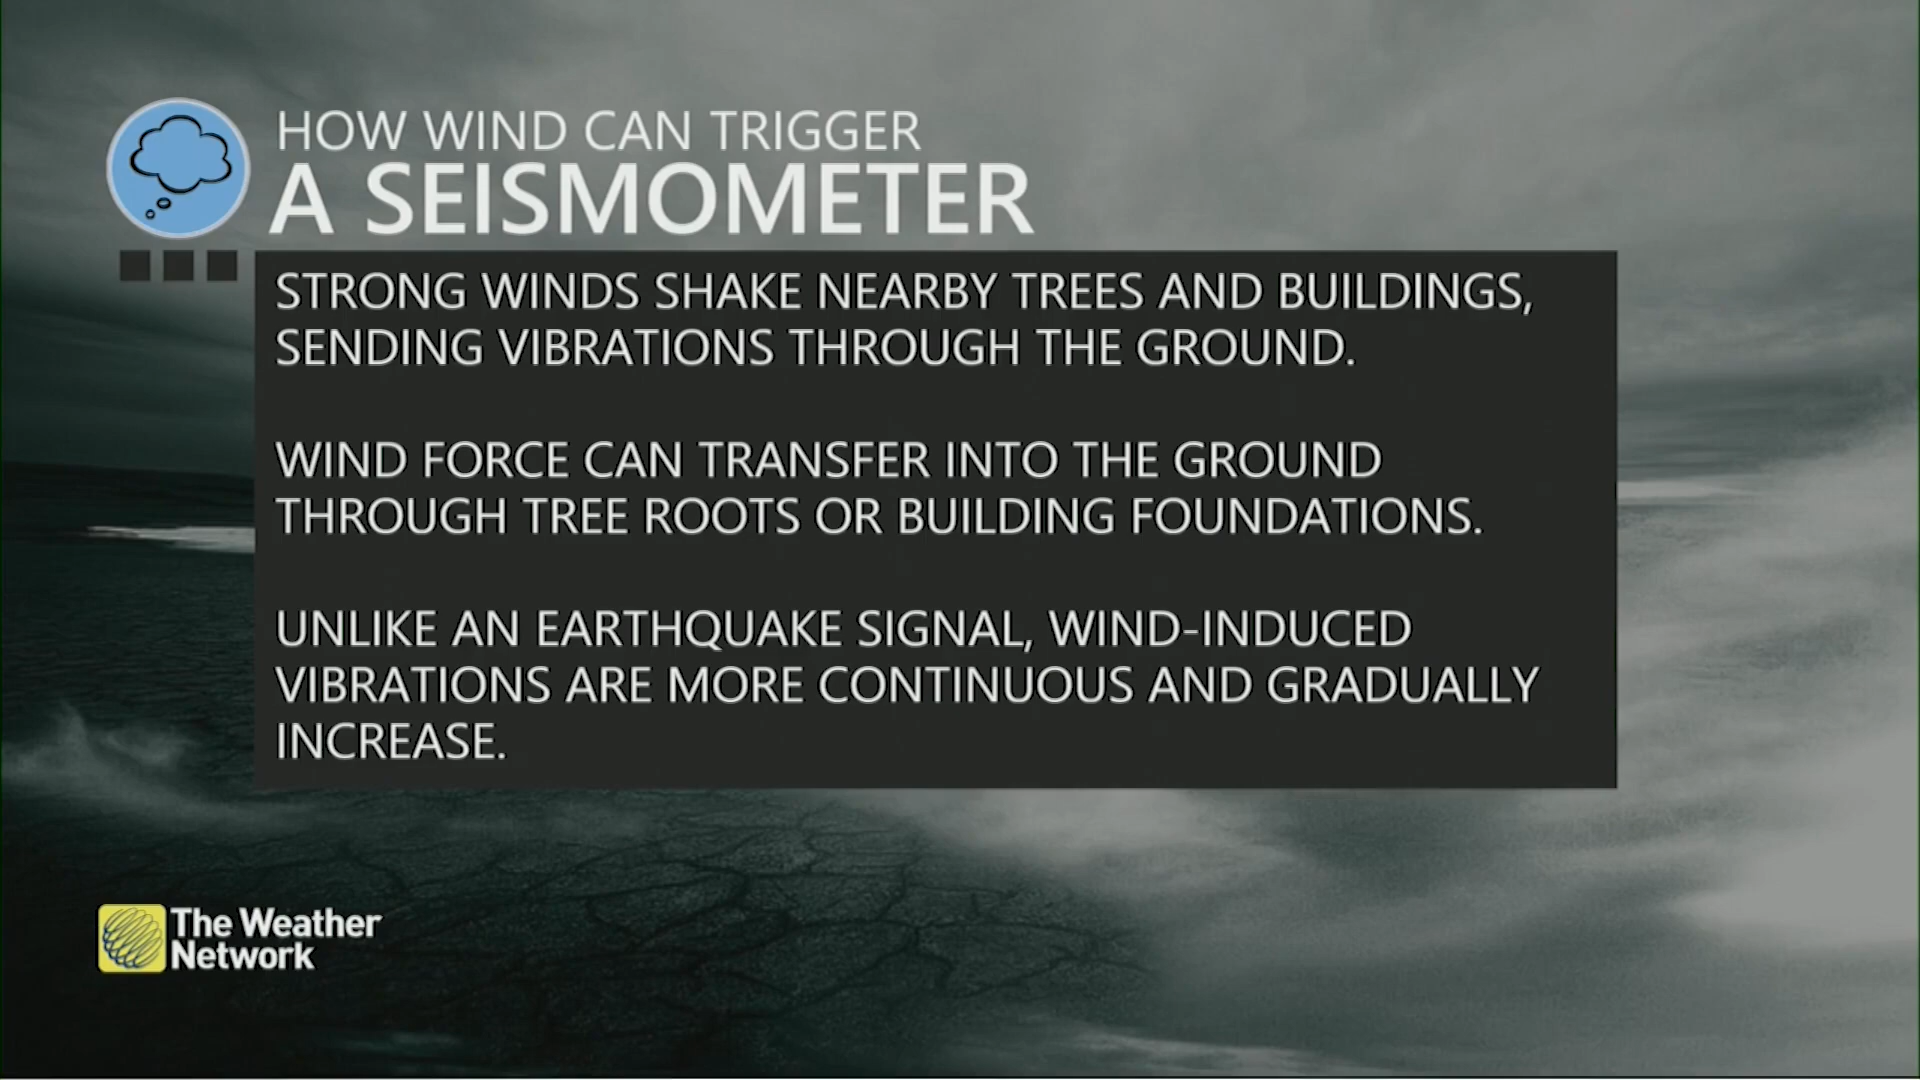 HOW WIND CAN TRIGGER
A SEISMOMETER
STRONG WINDS SHAKE NEARBY TREES AND BUILDINGS,
SENDING VIBRATIONS THROUGH THE GROUND.
WIND FORCE CAN TRANSFER INTO THE GROUND
THROUGH TREE ROOTS OR BUILDING FOUNDATIONS.
UNLIKE AN EARTHQUAKE SIGNAL, WIND-INDUCED
VIBRATIONS ARE MORE CONTINUOUS AND GRADUALLY
INCREASE.
The Weather
Network